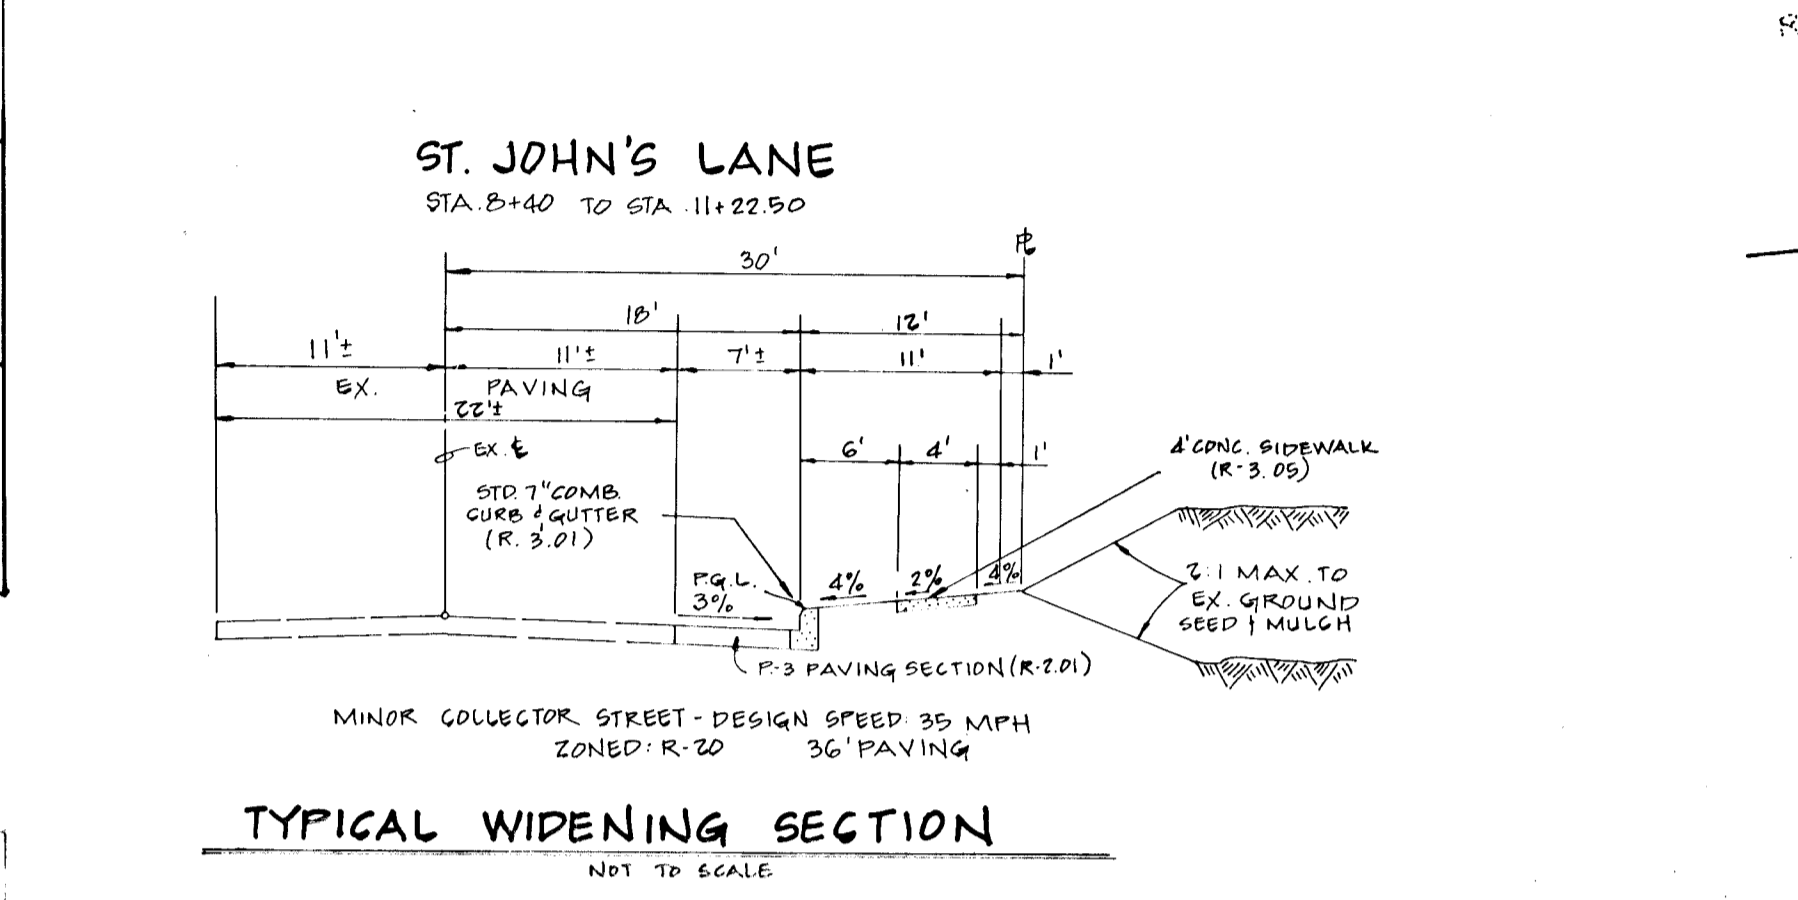 ST. JOHN'S LANE
STA. 8+40 TO STA. 11+22.50
PL
30'
18'
12'
11'±
11'±
7'±
11'
1'
EX.
PAVING
22'±
EX. CL
6'
4'
1'
4' CONC. SIDEWALK
(R-3.05)
STD. 7" COMB.
CURB & GUTTER
(R. 3.01)
P.G.L.
3%
4%
2%
4%
2:1 MAX. TO
EX. GROUND
SEED & MULCH
P-3 PAVING SECTION (R-2.01)
MINOR COLLECTOR STREET - DESIGN SPEED: 35 MPH
ZONED: R-20 36' PAVING
TYPICAL WIDENING SECTION
NOT TO SCALE